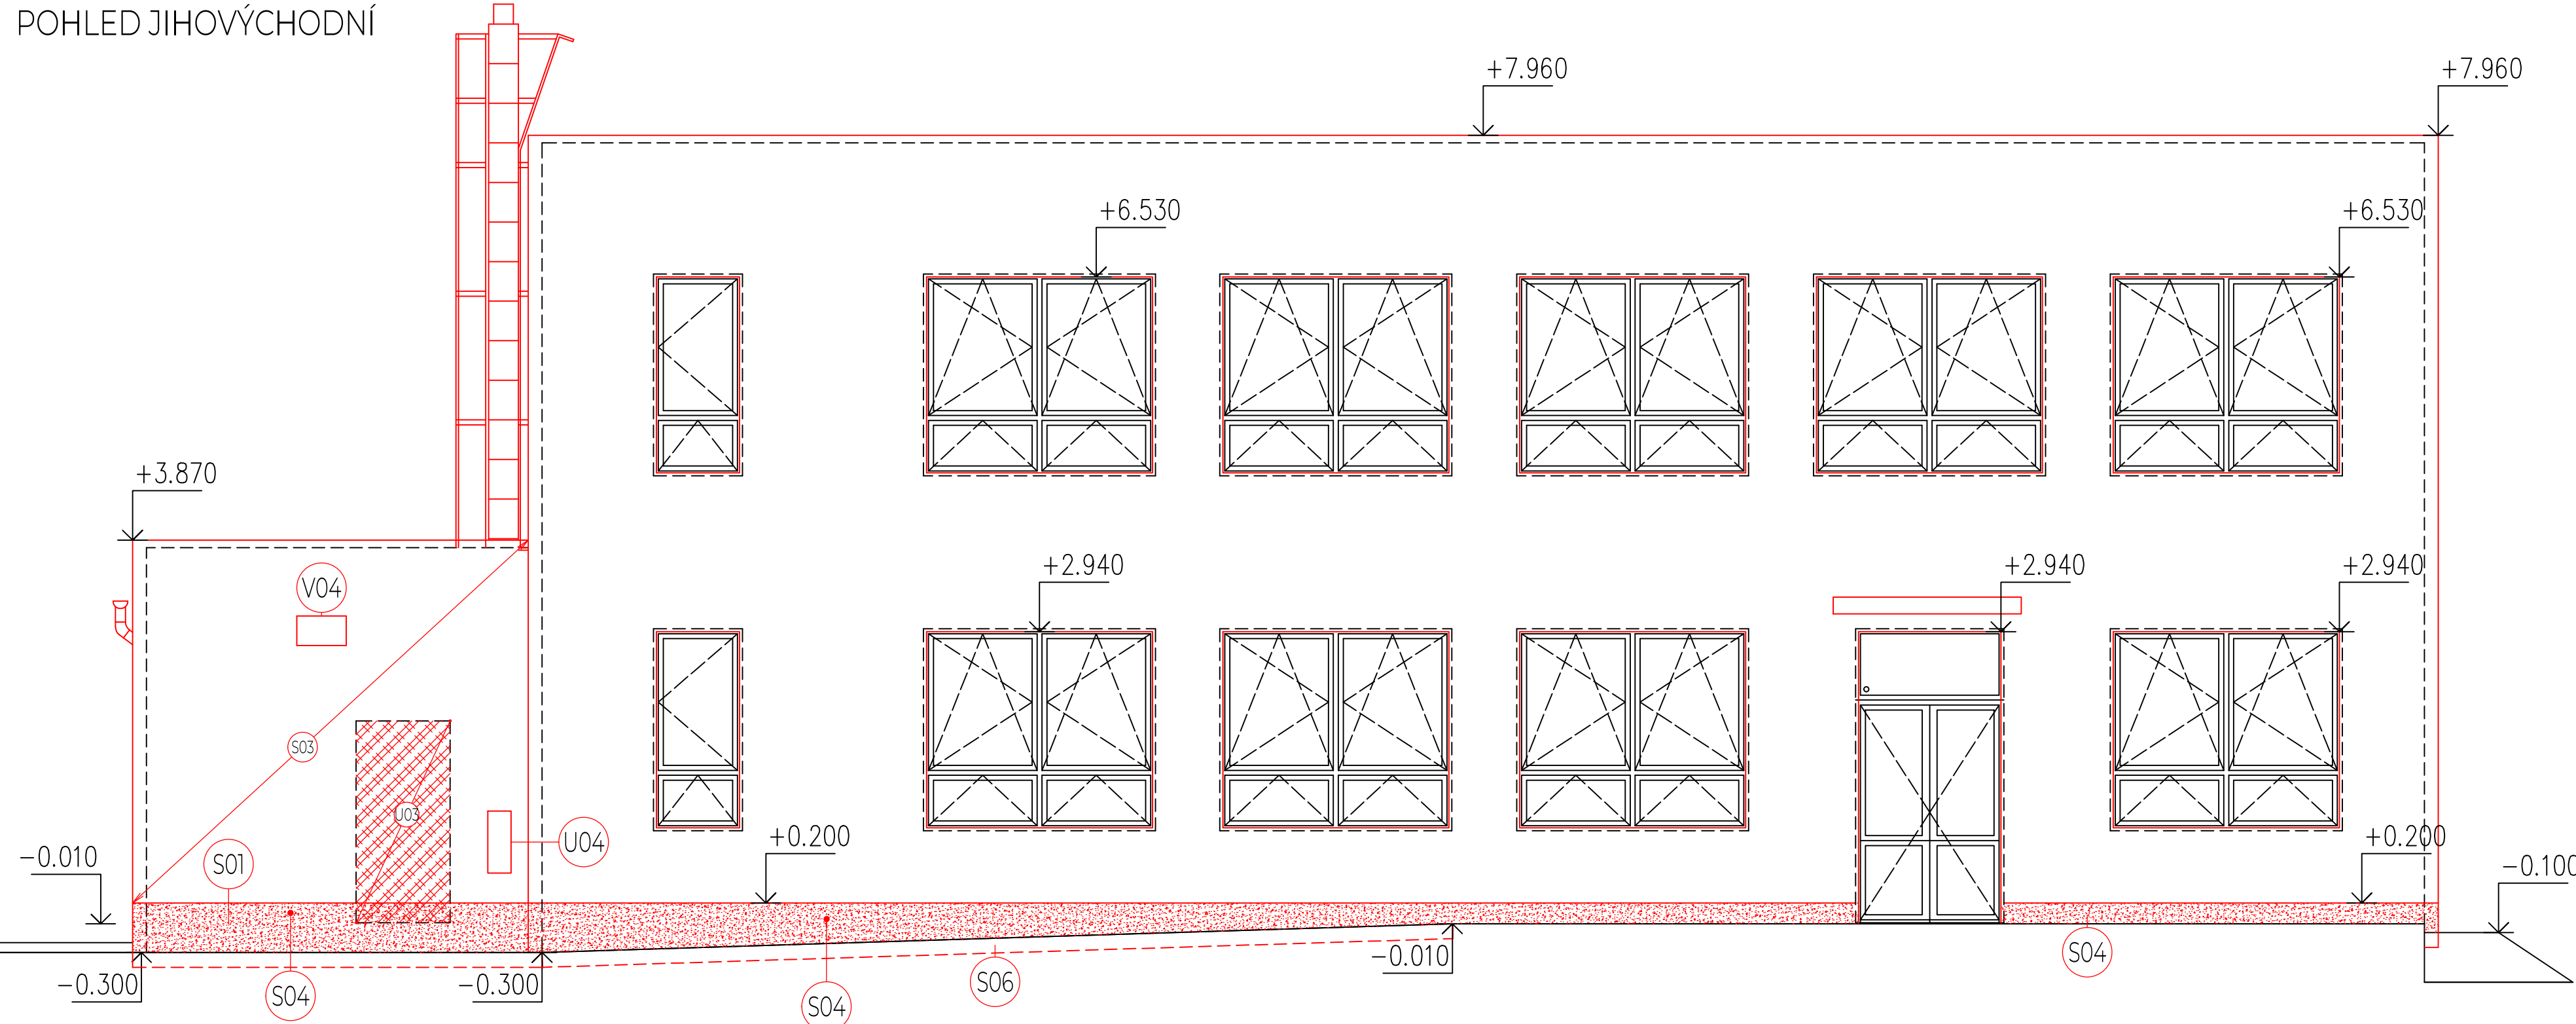 POHLED JIHOVÝCHODNÍ
+7.960
+7.960
+6.530
+6.530
+3.870
+2.940
+2.940
+2.940
V04
S03
U03
U04
S01
+0.200
+0.200
-0.010
-0.100
-0.300
S04
-0.300
S04
S06
-0.010
S04